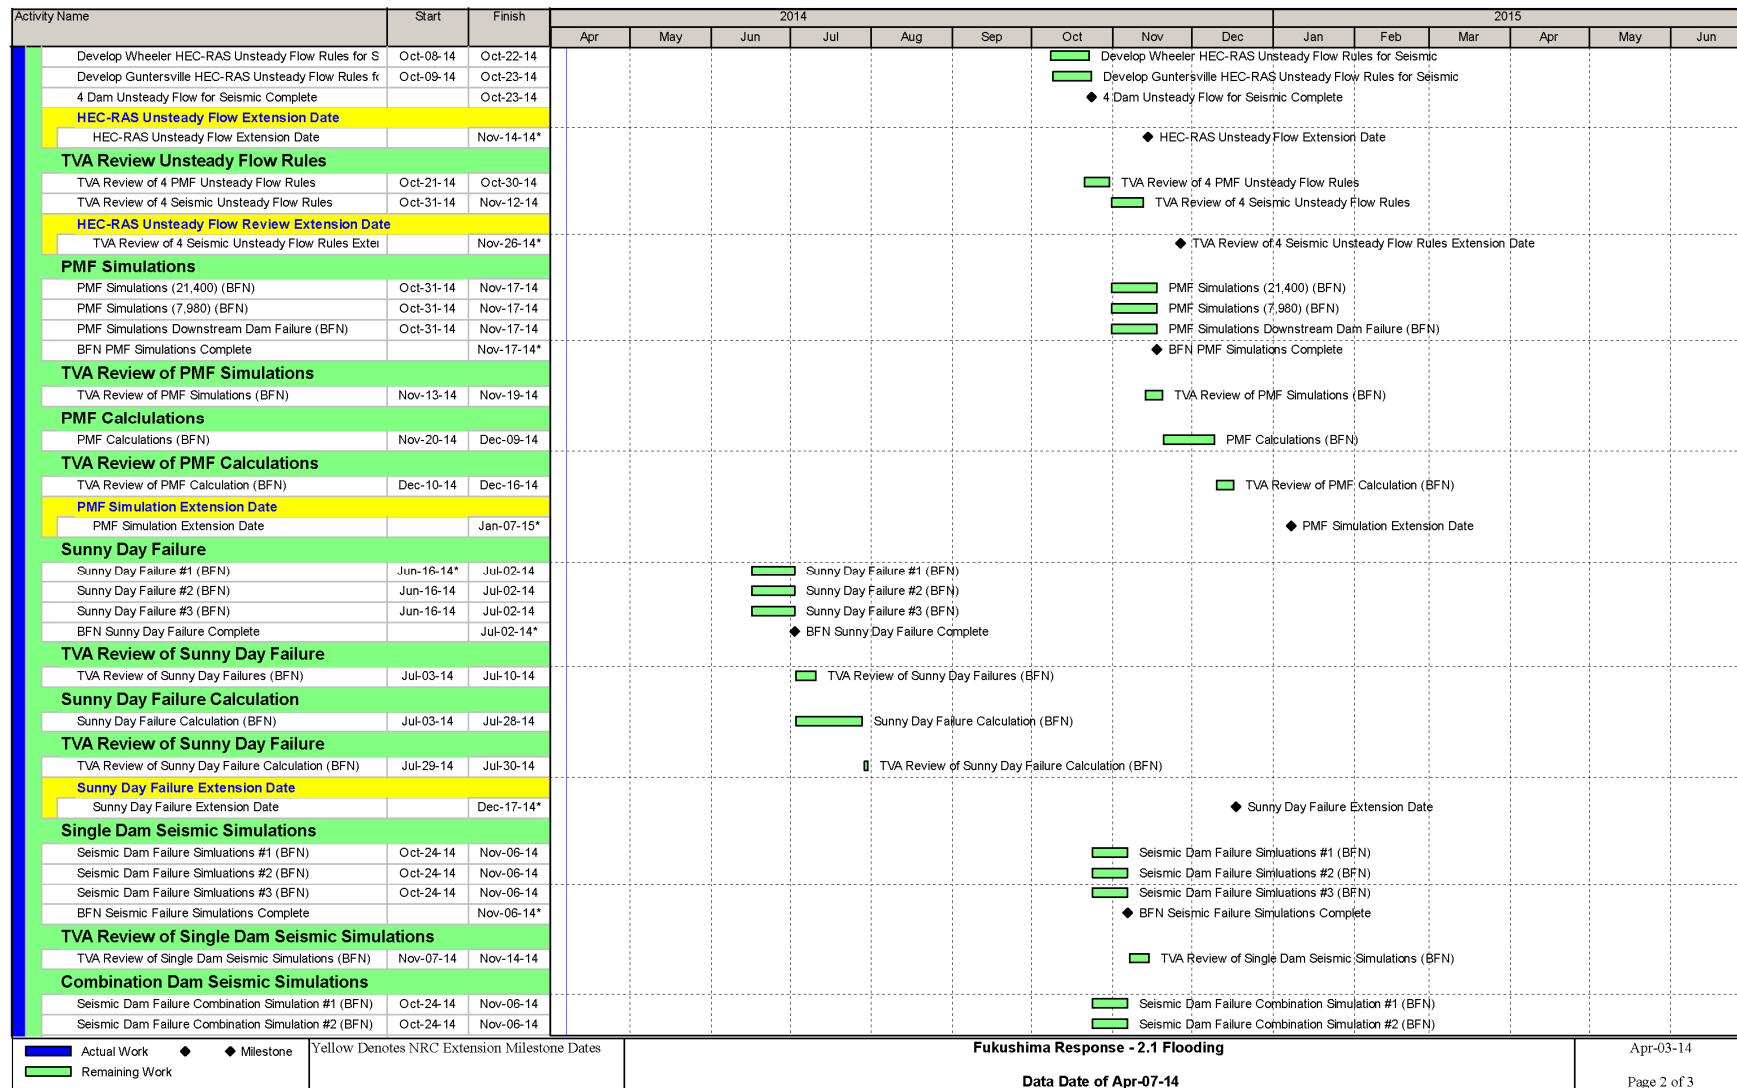 Activity Name Start Finish 2014 2015
Apr May Jun Jul Aug Sep Oct Nov Dec Jan Feb Mar Apr May Jun
Develop Wheeler HEC-RAS Unsteady Flow Rules for S Oct-08-14 Oct-22-14 Develop Wheeler HEC-RAS Unsteady Flow Rules for Seismic
Develop Guntersville HEC-RAS Unsteady Flow Rules fo Oct-09-14 Oct-23-14 Develop Guntersville HEC-RAS Unsteady Flow Rules for Seismic
4 Dam Unsteady Flow for Seismic Complete Oct-23-14 4 Dam Unsteady Flow for Seismic Complete
HEC-RAS Unsteady Flow Extension Date
HEC-RAS Unsteady Flow Extension Date Nov-14-14* HEC-RAS Unsteady Flow Extension Date
TVA Review Unsteady Flow Rules
TVA Review of 4 PMF Unsteady Flow Rules Oct-21-14 Oct-30-14 TVA Review of 4 PMF Unsteady Flow Rules
TVA Review of 4 Seismic Unsteady Flow Rules Oct-31-14 Nov-12-14 TVA Review of 4 Seismic Unsteady Flow Rules
HEC-RAS Unsteady Flow Review Extension Date
TVA Review of 4 Seismic Unsteady Flow Rules Exter Nov-26-14* TVA Review of 4 Seismic Unsteady Flow Rules Extension Date
PMF Simulations
PMF Simulations (21,400) (BFN) Oct-31-14 Nov-17-14 PMF Simulations (21,400) (BFN)
PMF Simulations (7,980) (BFN) Oct-31-14 Nov-17-14 PMF Simulations (7,980) (BFN)
PMF Simulations Downstream Dam Failure (BFN) Oct-31-14 Nov-17-14 PMF Simulations Downstream Dam Failure (BFN)
BFN PMF Simulations Complete Nov-17-14* BFN PMF Simulations Complete
TVA Review of PMF Simulations
TVA Review of PMF Simulations (BFN) Nov-13-14 Nov-19-14 TVA Review of PMF Simulations (BFN)
PMF Calclulations
PMF Calculations (BFN) Nov-20-14 Dec-09-14 PMF Calculations (BFN)
TVA Review of PMF Calculations
TVA Review of PMF Calculation (BFN) Dec-10-14 Dec-16-14 TVA Review of PMF Calculation (BFN)
PMF Simulation Extension Date
PMF Simulation Extension Date Jan-07-15* PMF Simulation Extension Date
Sunny Day Failure
Sunny Day Failure #1 (BFN) Jun-16-14* Jul-02-14 Sunny Day Failure #1 (BFN)
Sunny Day Failure #2 (BFN) Jun-16-14 Jul-02-14 Sunny Day Failure #2 (BFN)
Sunny Day Failure #3 (BFN) Jun-16-14 Jul-02-14 Sunny Day Failure #3 (BFN)
BFN Sunny Day Failure Complete Jul-02-14* BFN Sunny Day Failure Complete
TVA Review of Sunny Day Failure
TVA Review of Sunny Day Failures (BFN) Jul-03-14 Jul-10-14 TVA Review of Sunny Day Failures (BFN)
Sunny Day Failure Calculation
Sunny Day Failure Calculation (BFN) Jul-03-14 Jul-28-14 Sunny Day Failure Calculation (BFN)
TVA Review of Sunny Day Failure
TVA Review of Sunny Day Failure Calculation (BFN) Jul-29-14 Jul-30-14 TVA Review of Sunny Day Failure Calculation (BFN)
Sunny Day Failure Extension Date
Sunny Day Failure Extension Date Dec-17-14* Sunny Day Failure Extension Date
Single Dam Seismic Simulations
Seismic Dam Failure Simluations #1 (BFN) Oct-24-14 Nov-06-14 Seismic Dam Failure Simluations #1 (BFN)
Seismic Dam Failure Simluations #2 (BFN) Oct-24-14 Nov-06-14 Seismic Dam Failure Simluations #2 (BFN)
Seismic Dam Failure Simluations #3 (BFN) Oct-24-14 Nov-06-14 Seismic Dam Failure Simluations #3 (BFN)
BFN Seismic Failure Simulations Complete Nov-06-14* BFN Seismic Failure Simulations Complete
TVA Review of Single Dam Seismic Simulations
TVA Review of Single Dam Seismic Simulations (BFN) Nov-07-14 Nov-14-14 TVA Review of Single Dam Seismic Simulations (BFN)
Combination Dam Seismic Simulations
Seismic Dam Failure Combination Simulation #1 (BFN) Oct-24-14 Nov-06-14 Seismic Dam Failure Combination Simulation #1 (BFN)
Seismic Dam Failure Combination Simulation #2 (BFN) Oct-24-14 Nov-06-14 Seismic Dam Failure Combination Simulation #2 (BFN)
Actual Work Milestone Yellow Denotes NRC Extension Milestone Dates Fukushima Response - 2.1 Flooding Apr-03-14
Remaining Work
Data Date of Apr-07-14 Page 2 of 3